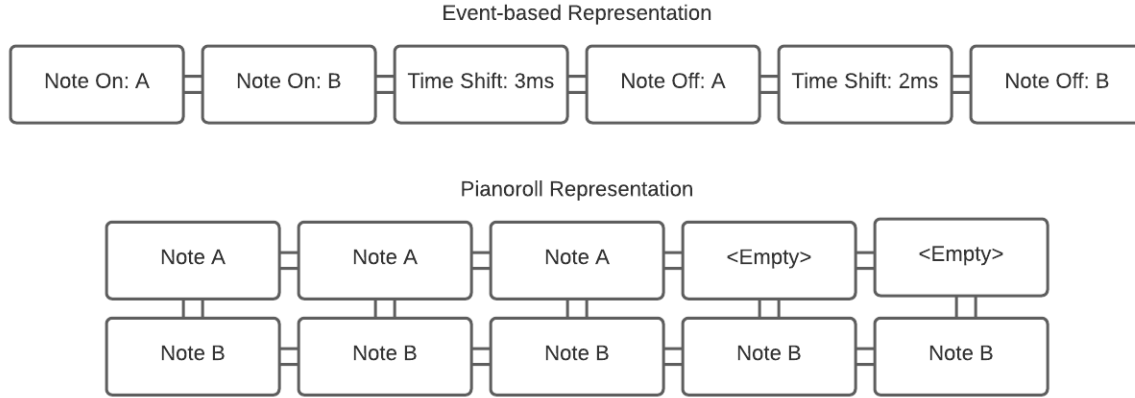 Event-based Representation
Note On: A Note On: B Time Shift: 3ms Note Off: A Time Shift: 2ms Note Off: B
Pianoroll Representation
Note A Note A Note A <Empty> <Empty>
Note B Note B Note B Note B Note B